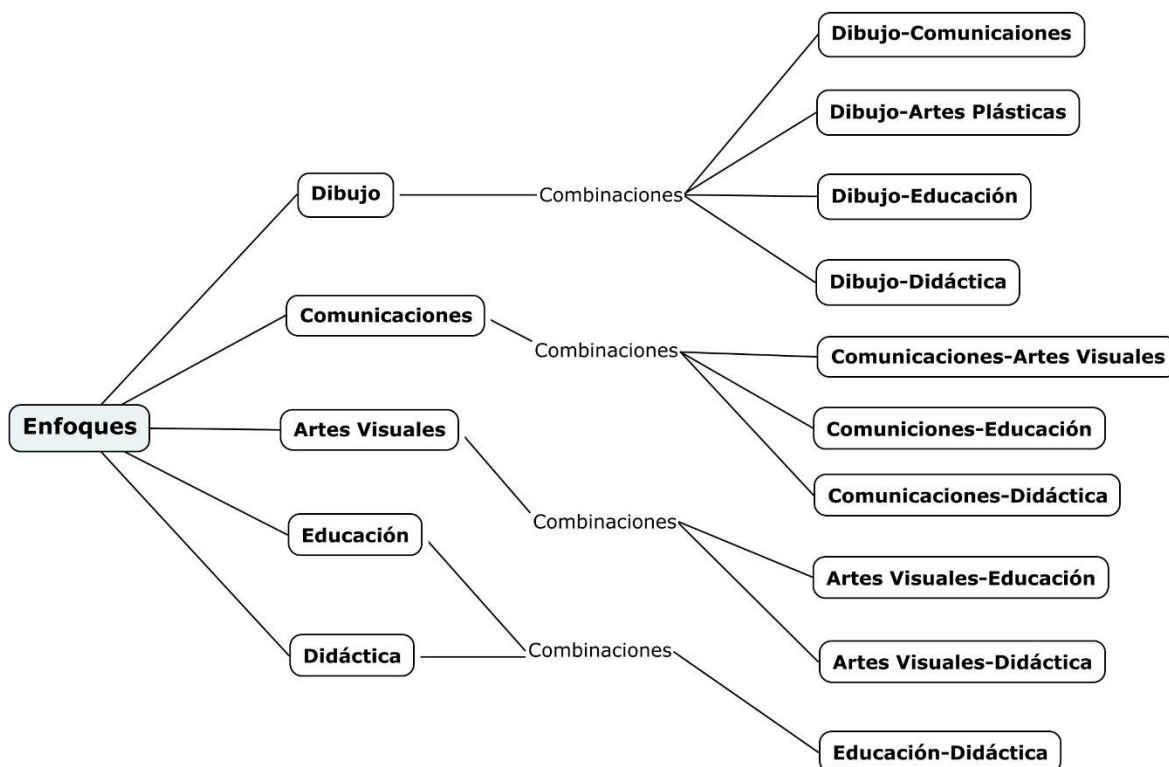 Enfoques
Dibujo
Combinaciones
Dibujo-Comunicaiones
Dibujo-Artes Plásticas
Dibujo-Educación
Dibujo-Didáctica
Comunicaciones
Combinaciones
Comunicaciones-Artes Visuales
Comuniciones-Educación
Comunicaciones-Didáctica
Artes Visuales
Combinaciones
Artes Visuales-Educación
Artes Visuales-Didáctica
Educación
Didáctica
Combinaciones
Educación-Didáctica